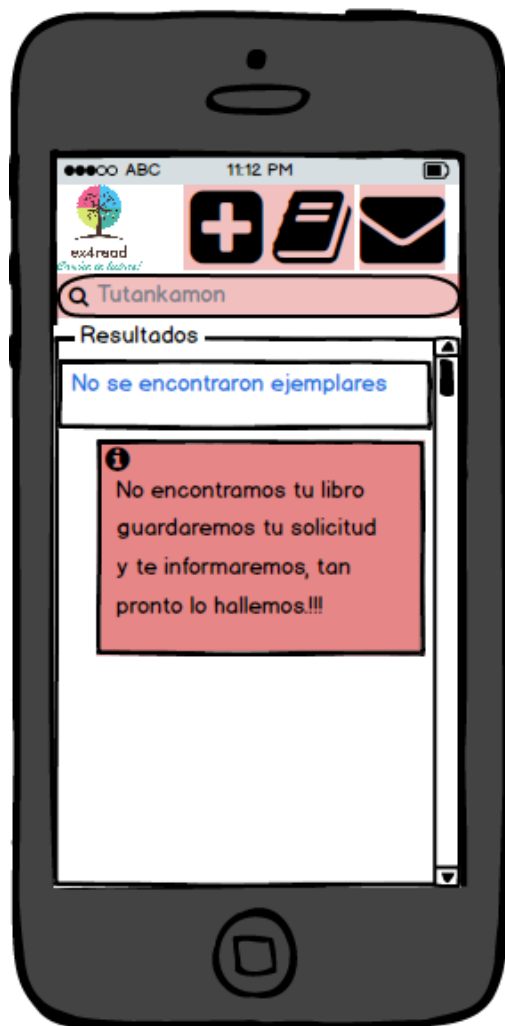 ABC 11:12 PM
ex4read
Tutankamon
Resultados
No se encontraron ejemplares
No encontramos tu libro
guardaremos tu solicitud
y te informaremos, tan
pronto lo hallemos.!!!